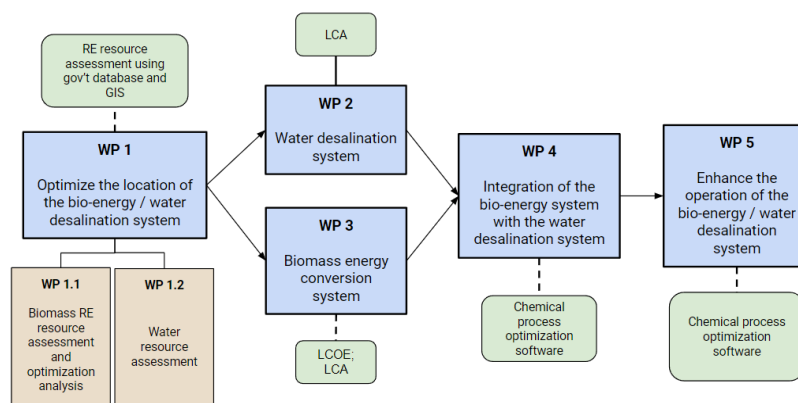 RE resource
assessment using
gov't database and
GIS
LCA
WP 1
Optimize the location of
the bio-energy / water
desalination system
WP 2
Water desalination
system
WP 3
Biomass energy
conversion
system
WP 4
Integration of the
bio-energy system
with the water
desalination system
WP 5
Enhance the
operation of the
bio-energy / water
desalination
system
WP 1.1
Biomass RE
resource
assessment
and
optimization
analysis
WP 1.2
Water
resource
assessment
LCOE;
LCA
Chemical
process
optimization
software
Chemical process
optimization
software